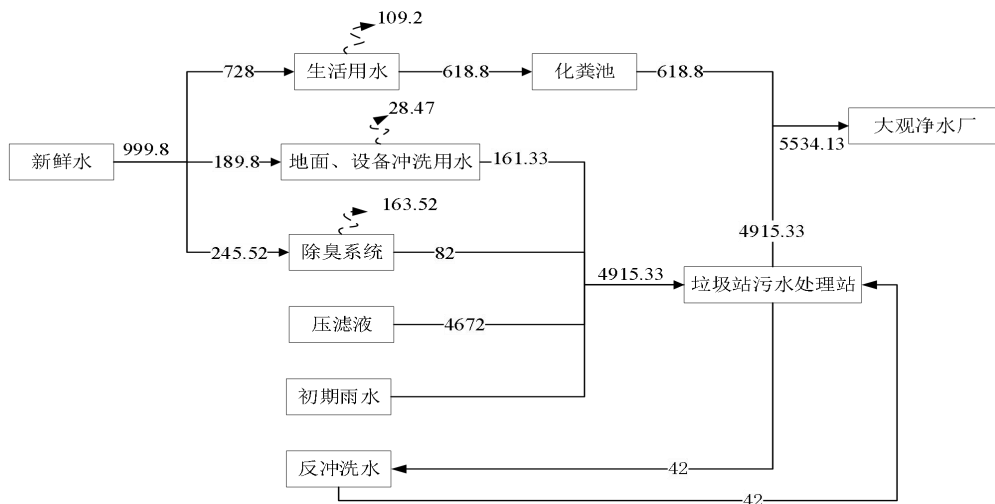 109.2
728
生活用水
618.8
化粪池
618.8
28.47
大观净水厂
5534.13
新鲜水
999.8
189.8
地面、设备冲洗用水
161.33
163.52
4915.33
245.52
除臭系统
82
4915.33
垃圾站污水处理站
压滤液
4672
初期雨水
反冲洗水
42
42